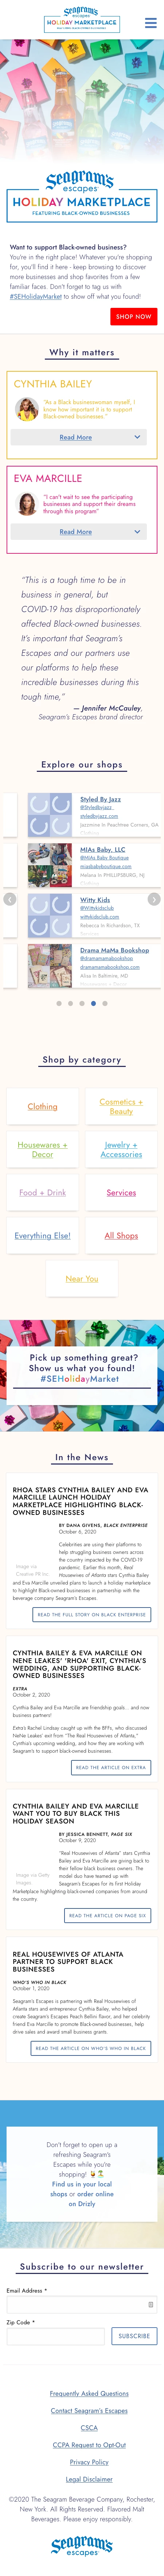 Seagram's
escapes
HOLIDAY MARKETPLACE
FEATURING BLACK OWNED BUSINESSES
Seagram's
escapes
HOLIDAY MARKETPLACE
FEATURING BLACK OWNED BUSINESSES
Want to support Black-owned business?
You're in the right place! Whatever you're shopping
for, you'll find it here - keep browsing to discover
more businesses and shop favorites from a few
familiar faces. Don't forget to tag us with
#SEHolidayMarket to show off what you found!
SHOP NOW
Why it matters
CYNTHIA BAILEY
"As a Black businesswoman myself, I
know how important it is to support
Black-owned businesses."
Read More
EVA MARCILLE
"I can't wait to see the participating
businesses and support their dreams
through this program"
Read More
"This is a tough time to be in
general, but
COVID-19 has disproportionately
affected Black-owned businesses.
It's important that Seagram's
Escapes and our partners use
our platforms to help these
incredible businesses during this
tough time,"
— Jennifer McCauley,
Seagram's Escapes brand director
Explore our shops
Styled By Jazz
@Styledbyjazz_
styledbyjazz.com
Jazzmine in Peachtree Corners, GA
Clothing
MIAs Baby, LLC
@MIAs Baby Boutique
miasbabyboutique.com
Makara in PHILLIPSBURG, NJ
Clothing
Witty Kids
@Wittykidsclub
wittykidsclub.com
Rebecca in Richardson, TX
Services
Drama MaMa Bookshop
@dramamamabookshop
dramamamabookshop.com
Alisa in Baltimore, MD
Shop by category
Clothing
Cosmetics +
Beauty
Housewares +
Decor
Jewelry +
Accessories
Food + Drink
Services
Everything Else!
All Shops
Near You
Pick up something great?
Show us what you found!
#SEHolidayMarket
In the News
RHOA STARS CYNTHIA BAILEY AND EVA
MARCILLE LAUNCH HOLIDAY
MARKETPLACE HIGHLIGHTING BLACK-
OWNED BUSINESSES
BY DANA GIVENS, BLACK ENTERPRISE
October 6, 2020
Celebrities are using their platforms to
help struggling business owners across
the country impacted by the COVID-19
pandemic. Earlier this month, Real
Image via
Creative PK Inc.
Housewives of Atlanta stars Cynthia Bailey
and Eva Marcille unveiled plans to launch a holiday marketplace
to highlight Black-owned businesses in partnership with the
beverage company Seagram's Escapes.
READ THE FULL STORY ON BLACK ENTERPRISE
CYNTHIA BAILEY & EVA MARCILLE ON
NENE LEAKES' 'RHOA' EXIT, CYNTHIA'S
WEDDING, AND SUPPORTING BLACK-
OWNED BUSINESSES
EXTRA
October 2, 2020
Cynthia Bailey and Eva Marcille are friendship goals... and now
business partners!
Extra's Rachel Lindsay caught up with the BFFs, who discussed
NeNe Leakes' exit from "The Real Housewives of Atlanta,"
Cynthia's upcoming wedding, and how they are working with
Seagram's to support black-owned businesses.
READ THE ARTICLE ON EXTRA
CYNTHIA BAILEY AND EVA MARCILLE
WANT YOU TO BUY BLACK THIS
HOLIDAY SEASON
BY JESSICA BENNETT, PAGE SIX
October 9, 2020
"Real Housewives of Atlanta" stars Cynthia
Bailey and Eva Marcille are giving back to
their fellow black business owners. The
model duo have teamed up with
Image via Getty
Images
Seagram's Escapes for its first Holiday
Marketplace highlighting black-owned companies from around
the country.
READ THE ARTICLE ON PAGE SIX
REAL HOUSEWIVES OF ATLANTA
PARTNER TO SUPPORT BLACK
BUSINESSES
WHO'S WHO IN BLACK
October 1, 2020
Seagram's Escapes is partnering with Real Housewives of
Atlanta stars and entrepreneur Cynthia Bailey, who helped
create Seagram's Escapes Peach Bellini flavor, and her celebrity
friend Eva Marcille to promote Black-owned businesses, help
drive sales and award small business grants.
READ THE ARTICLE ON WHO'S WHO IN BLACK
Don't forget to open up a
refreshing Seagram's
Escapes while you're
shopping!
Find us in your local
shops or order online
on Drizly.
Subscribe to our newsletter
Email Address *
Zip Code *
SUBSCRIBE
Frequently Asked Questions
Contact Seagram's Escapes
CSCA
CCPA Request to Opt-Out
Privacy Policy
Legal Disclaimer
©2020 The Seagram Beverage Company, Rochester,
New York. All Rights Reserved. Flavored Malt
Beverages. Please enjoy responsibly.
Seagram's
escapes